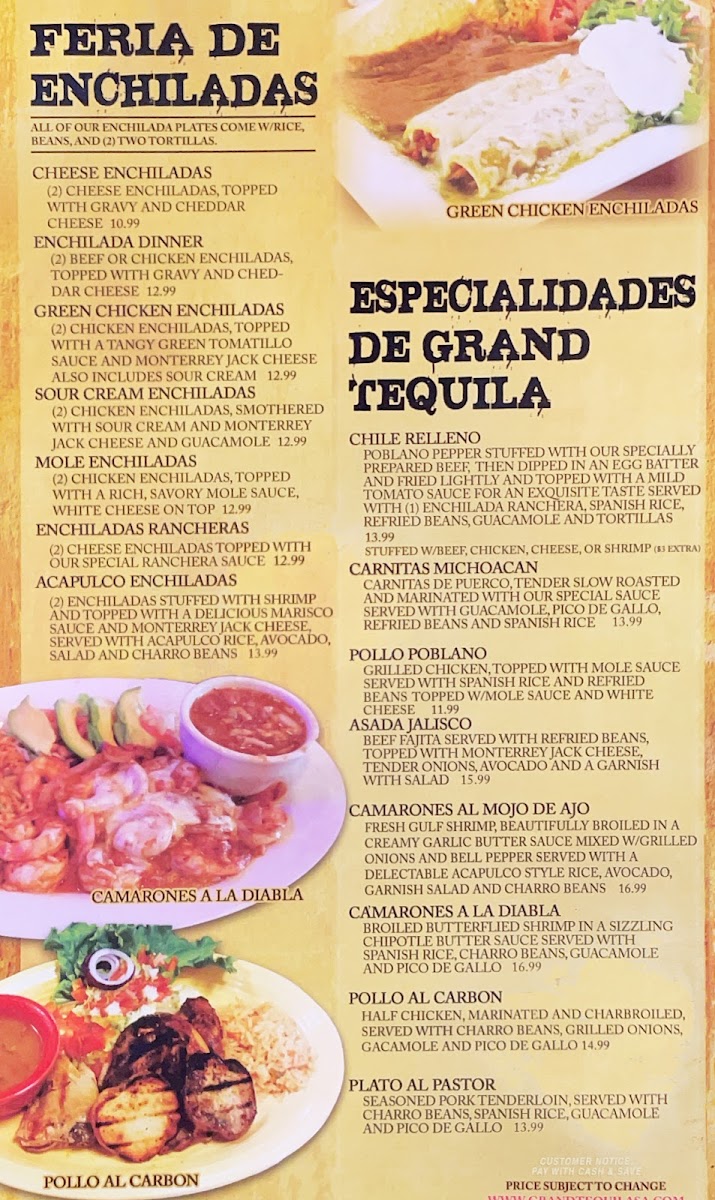 FERIA DE
ENCHILADAS
ALL OF OUR ENCHILADA PLATES COME W/RICE,
BEANS, AND (2) TWO TORTILLAS.
CHEESE ENCHILADAS
(2) CHEESE ENCHILADAS, TOPPED
WITH GRAVY AND CHEDDAR
CHEESE 10.99
ENCHILADA DINNER
(2) BEEF OR CHICKEN ENCHILADAS,
TOPPED WITH GRAVY AND CHED-
DAR CHEESE 12.99
GREEN CHICKEN ENCHILADAS
(2) CHICKEN ENCHILADAS, TOPPED
WITH A TANGY GREEN TOMATILLO
SAUCE AND MONTERREY JACK CHEESE
ALSO INCLUDES SOUR CREAM 12.99
SOUR CREAM ENCHILADAS
(2) CHICKEN ENCHILADAS, SMOTHERED
WITH SOUR CREAM AND MONTERREY
JACK CHEESE AND GUACAMOLE 12.99
MOLE ENCHILADAS
(2) CHICKEN ENCHILADAS, TOPPED
WITH A RICH, SAVORY MOLE SAUCE,
WHITE CHEESE ON TOP 12.99
ENCHILADAS RANCHERAS
(2) CHEESE ENCHILADAS TOPPED WITH
OUR SPECIAL RANCHERA SAUCE 12.99
ACAPULCO ENCHILADAS
(2) ENCHILADAS STUFFED WITH SHRIMP
AND TOPPED WITH A DELICIOUS MARISCO
SAUCE AND MONTERREY JACK CHEESE,
SERVED WITH ACAPULCO RICE, AVOCADO,
SALAD AND CHARRO BEANS 13.99
CAMARONES A LA DIABLA
POLLO AL CARBON
GREEN CHICKEN ENCHILADAS
ESPECIALIDADES
DE GRAND
TEQUILA
CHILE RELLENO
POBLANO PEPPER STUFFED WITH OUR SPECIALLY
PREPARED BEEF, THEN DIPPED IN AN EGG BATTER
AND FRIED LIGHTLY AND TOPPED WITH A MILD
TOMATO SAUCE FOR AN EXQUISITE TASTE SERVED
WITH (1) ENCHILADA RANCHERA, SPANISH RICE,
REFRIED BEANS, GUACAMOLE AND TORTILLAS
13.99
STUFFED W/BEEF, CHICKEN, CHEESE, OR SHRIMP ($3 EXTRA)
CARNITAS MICHOACAN
CARNITAS DE PUERCO, TENDER SLOW ROASTED
AND MARINATED WITH OUR SPECIAL SAUCE
SERVED WITH GUACAMOLE, PICO DE GALLO,
REFRIED BEANS AND SPANISH RICE 13.99
POLLO POBLANO
GRILLED CHICKEN, TOPPED WITH MOLE SAUCE
SERVED WITH SPANISH RICE AND REFRIED
BEANS TOPPED W/MOLE SAUCE AND WHITE
CHEESE 11.99
ASADA JALISCO
BEEF FAJITA SERVED WITH REFRIED BEANS,
TOPPED WITH MONTERREY JACK CHEESE,
TENDER ONIONS, AVOCADO AND A GARNISH
WITH SALAD 15.99
CAMARONES AL MOJO DE AJO
FRESH GULF SHRIMP, BEAUTIFULLY BROILED IN A
CREAMY GARLIC BUTTER SAUCE MIXED W/GRILLED
ONIONS AND BELL PEPPER SERVED WITH A
DELECTABLE ACAPULCO STYLE RICE, AVOCADO,
GARNISH SALAD AND CHARRO BEANS 16.99
CAMARONES A LA DIABLA
BROILED BUTTERFLIED SHRIMP IN A SIZZLING
CHIPOTLE BUTTER SAUCE SERVED WITH
SPANISH RICE, CHARRO BEANS, GUACAMOLE
AND PICO DE GALLO 16.99
POLLO AL CARBON
HALF CHICKEN, MARINATED AND CHARBROILED,
SERVED WITH CHARRO BEANS, GRILLED ONIONS,
GACAMOLE AND PICO DE GALLO 14.99
PLATO AL PASTOR
SEASONED PORK TENDERLOIN, SERVED WITH
CHARRO BEANS, SPANISH RICE, GUACAMOLE
AND PICO DE GALLO 13.99
CUSTOMER NOTICE:
PAY WITH CASH & SAVE
PRICE SUBJECT TO CHANGE
WWW.GRANDTEQUILASA.COM